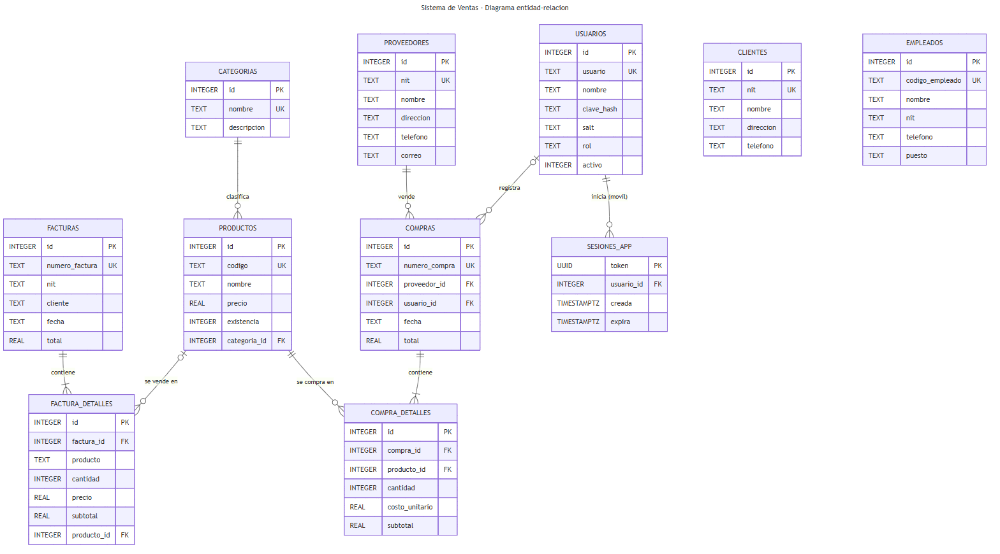 Sistema de Ventas - Diagrama entidad-relacion
CATEGORIAS
INTEGER id PK
TEXT nombre UK
TEXT descripcion
PROVEEDORES
INTEGER id PK
TEXT nit UK
TEXT nombre
TEXT direccion
TEXT telefono
TEXT correo
USUARIOS
INTEGER id PK
TEXT usuario UK
TEXT nombre
TEXT clave_hash
TEXT salt
TEXT rol
INTEGER activo
CLIENTES
INTEGER id PK
TEXT nit UK
TEXT nombre
TEXT direccion
TEXT telefono
EMPLEADOS
INTEGER id PK
TEXT codigo_empleado UK
TEXT nombre
TEXT nit
TEXT telefono
TEXT puesto
clasifica
vende
registra
inicia (movil)
FACTURAS
INTEGER id PK
TEXT numero_factura UK
TEXT nit
TEXT cliente
TEXT fecha
REAL total
PRODUCTOS
INTEGER id PK
TEXT codigo UK
TEXT nombre
REAL precio
INTEGER existencia
INTEGER categoria_id FK
COMPRAS
INTEGER id PK
TEXT numero_compra UK
INTEGER proveedor_id FK
INTEGER usuario_id FK
TEXT fecha
REAL total
SESIONES_APP
UUID token PK
INTEGER usuario_id FK
TIMESTAMPTZ creada
TIMESTAMPTZ expira
contiene
se vende en
se compra en
contiene
FACTURA_DETALLES
INTEGER id PK
INTEGER factura_id FK
TEXT producto
INTEGER cantidad
REAL precio
REAL subtotal
INTEGER producto_id FK
COMPRA_DETALLES
INTEGER id PK
INTEGER compra_id FK
INTEGER producto_id FK
INTEGER cantidad
REAL costo_unitario
REAL subtotal